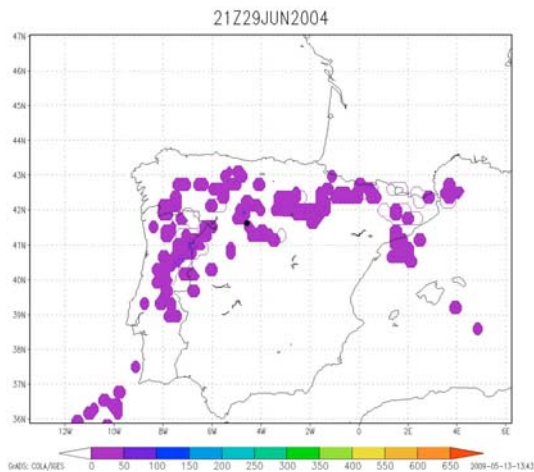 21Z29JUN2004
47N
46N
45N
44N
43N
42N
41N
40N
39N
38N
37N
36N
12W 10W 8W 6W 4W 2W 0 2E 4E 6E
0 50 100 150 200 250 300 350 400 450 550 600 650
GrADS: COLA/IGES 2009-05-13-13:43